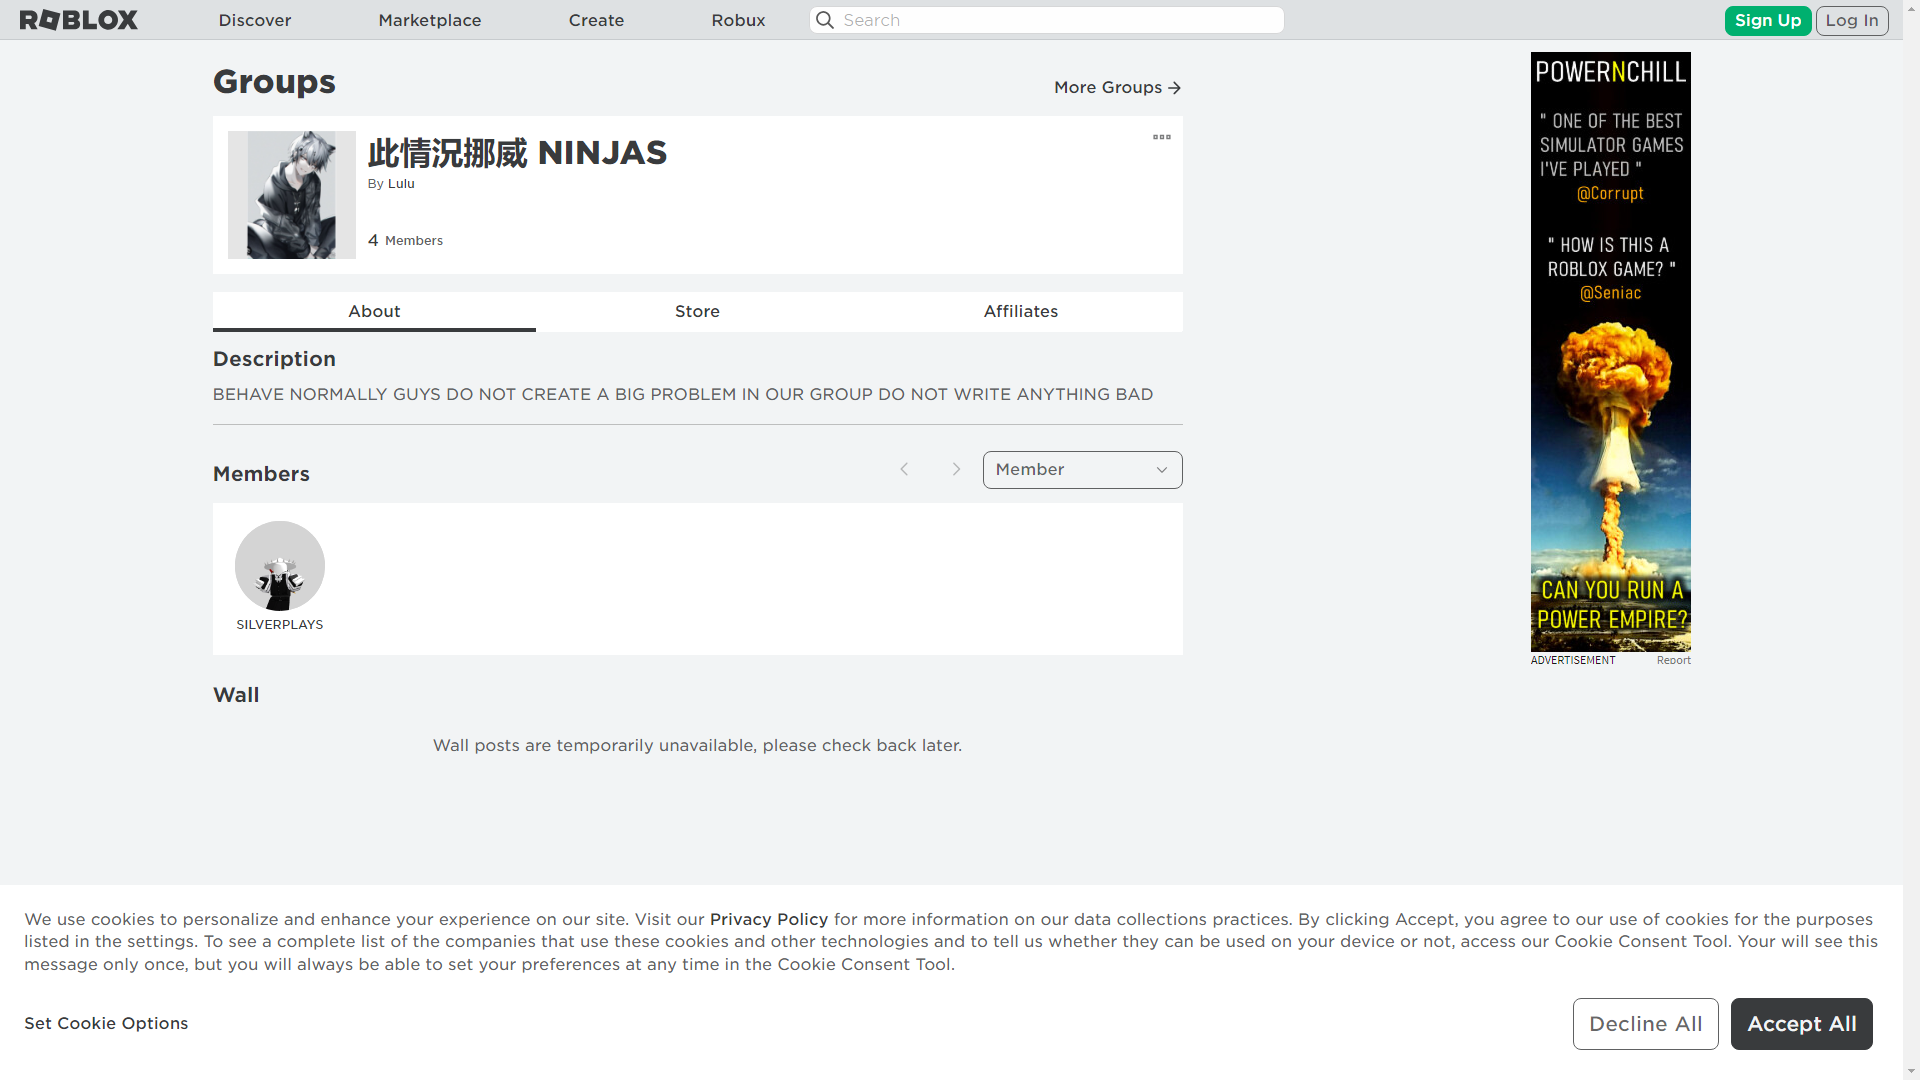 ROBLOX
Discover
Marketplace
Create
Robux
Search
Sign Up
Log In
Groups
More Groups
此情況挪威 NINJAS
By Lulu
4 Members
About
Store
Affiliates
Description
BEHAVE NORMALLY GUYS DO NOT CREATE A BIG PROBLEM IN OUR GROUP DO NOT WRITE ANYTHING BAD
Members
Member
SILVERPLAYS
Wall
Wall posts are temporarily unavailable, please check back later.
POWERNCHILL
" ONE OF THE BEST
SIMULATOR GAMES
I'VE PLAYED "
@Corrupt
" HOW IS THIS A
ROBLOX GAME? "
@Seniac
CAN YOU RUN A
POWER EMPIRE?
ADVERTISEMENT
Report
We use cookies to personalize and enhance your experience on our site. Visit our Privacy Policy for more information on our data collections practices. By clicking Accept, you agree to our use of cookies for the purposes
listed in the settings. To see a complete list of the companies that use these cookies and other technologies and to tell us whether they can be used on your device or not, access our Cookie Consent Tool. Your will see this
message only once, but you will always be able to set your preferences at any time in the Cookie Consent Tool.
Set Cookie Options
Decline All
Accept All